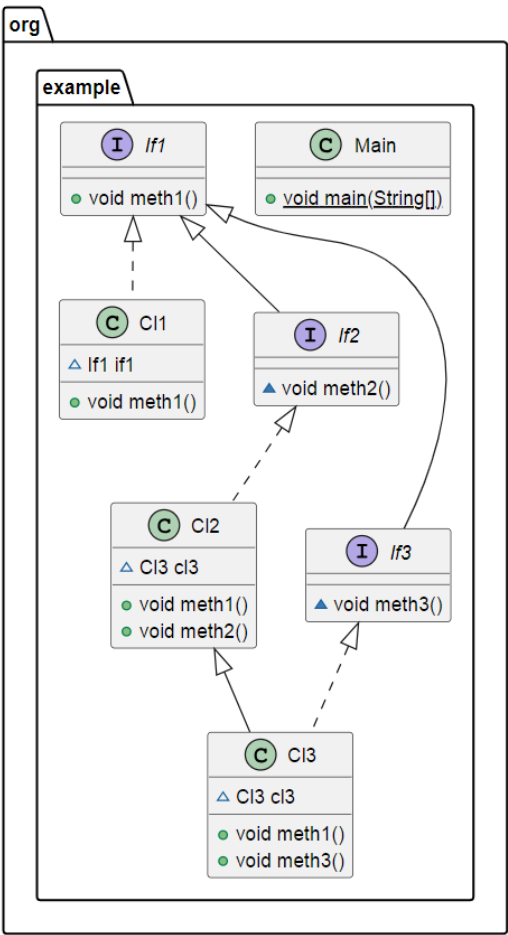 org
example
I If1
void meth1()
C Main
void main(String[])
C Cl1
If1 if1
void meth1()
I If2
void meth2()
C Cl2
Cl3 cl3
void meth1()
void meth2()
I If3
void meth3()
C Cl3
Cl3 cl3
void meth1()
void meth3()